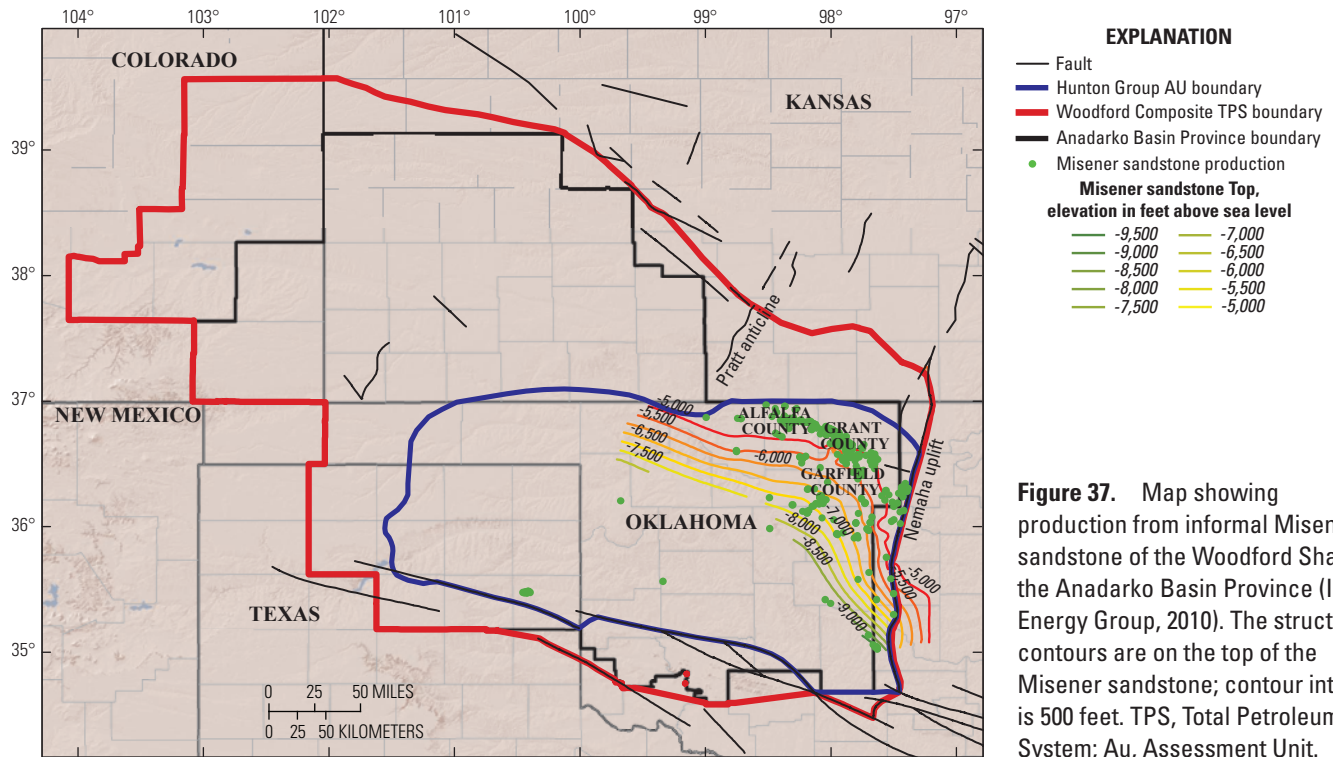 104° 103° 102° 101° 100° 99° 98° 97°
COLORADO
KANSAS
39°
38°
Pratt anticline
37°
NEW MEXICO
-5,000
-5,500
-6,500
-7,500
ALFALFA
COUNTY
GRANT
COUNTY
-6,000
GARFIELD
COUNTY
Nemaha uplift
36°
OKLAHOMA
-7,000
-8,000
-8,500
-5,000
-5,500
-9,000
TEXAS
35°
0 25 50 MILES
0 25 50 KILOMETERS
EXPLANATION
Fault
Hunton Group AU boundary
Woodford Composite TPS boundary
Anadarko Basin Province boundary
Misener sandstone production
Misener sandstone Top,
elevation in feet above sea level
-9,500 -7,000
-9,000 -6,500
-8,500 -6,000
-8,000 -5,500
-7,500 -5,000
Figure 37. Map showing
production from informal Misen
sandstone of the Woodford Sha
the Anadarko Basin Province (I
Energy Group, 2010). The struct
contours are on the top of the
Misener sandstone; contour int
is 500 feet. TPS, Total Petroleum
System; Au, Assessment Unit.